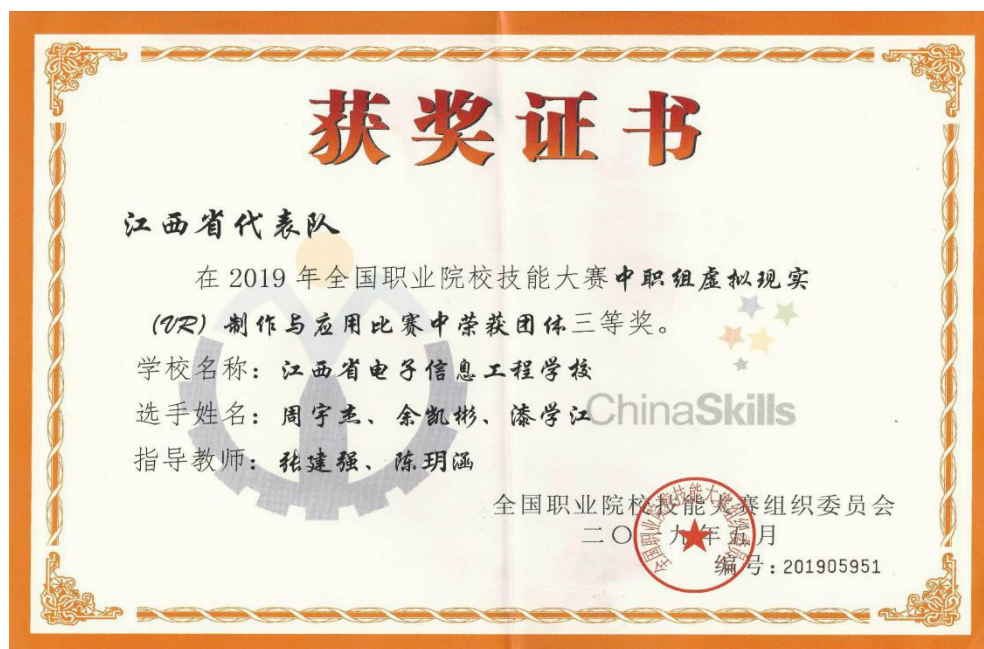 获奖证书
江西省代表队
在 2019 年全国职业院校技能大赛中职组虚拟现实
(VR) 制作与应用比赛中荣获团体三等奖。
学校名称：江西省电子信息工程学校
选手姓名：周宇杰、余凯彬、漆学江
ChinaSkills
指导教师：张建强、陈玥涵
全国职业院校技能大赛组织委员会
二〇一九年五月
编号：201905951